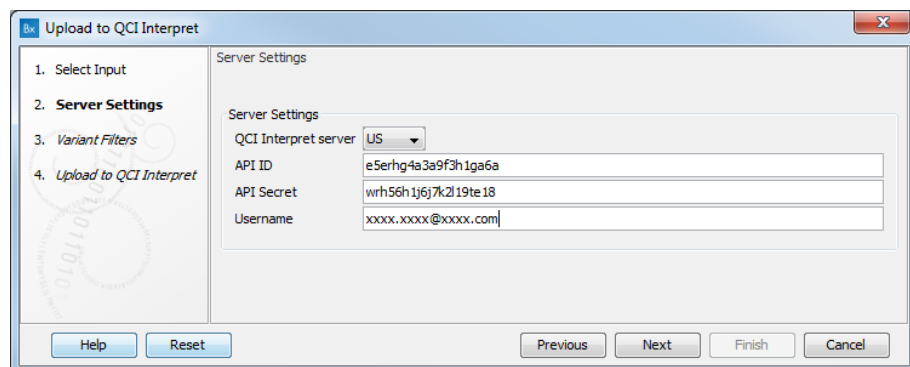 Bx Upload to QCI Interpret
X
1. Select Input
2. Server Settings
3. Variant Filters
4. Upload to QCI Interpret
Server Settings
Server Settings
QCI Interpret server US
API ID e5erhg4a3a9f3h1ga6a
API Secret wrh56h1j6j7k2l19te18
Username xxxx.xxxx@xxxx.com
Help Reset Previous Next Finish Cancel